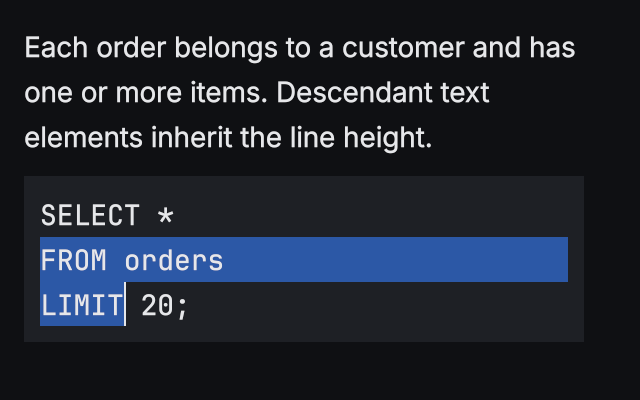 Each order belongs to a customer and has
one or more items. Descendant text
elements inherit the line height.
SELECT *
FROM orders
LIMIT 20;